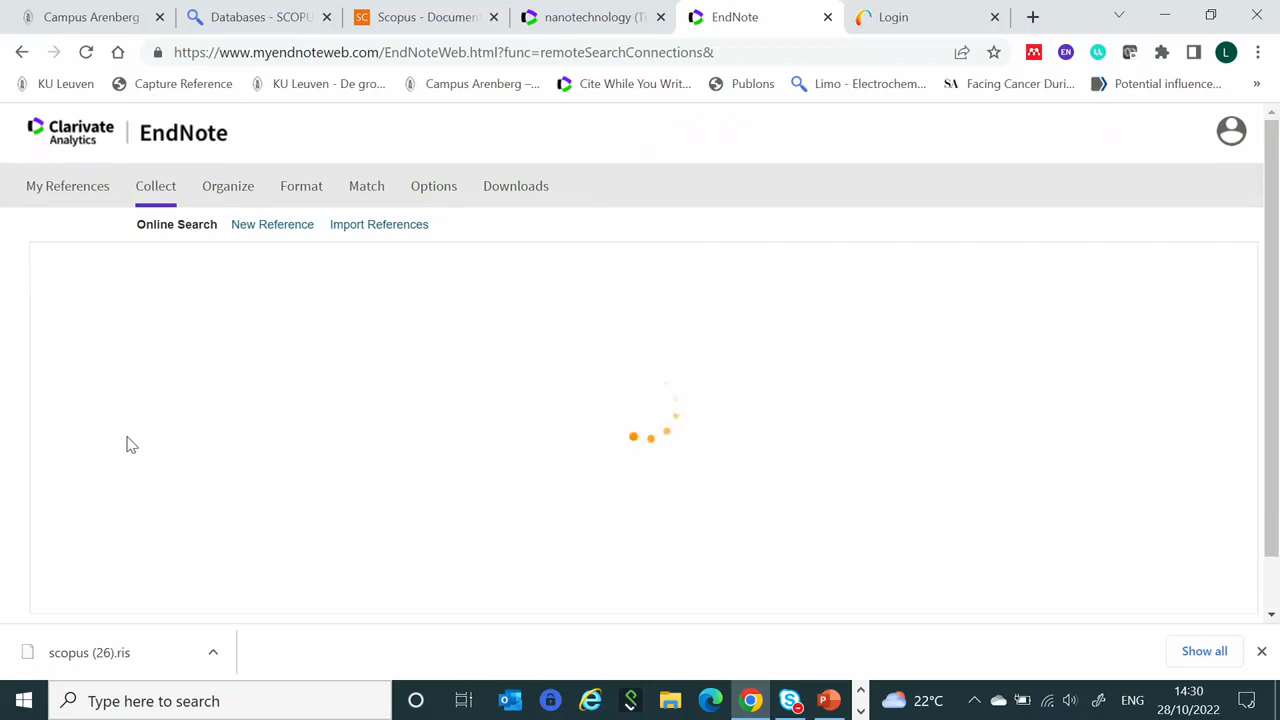 Campus Arenberg
Databases - SCOPU
SC Scopus - Documen
nanotechnology (T
EndNote
Login
https://www.myendnoteweb.com/EndNoteWeb.html?func=remoteSearchConnections&
EN
L
KU Leuven
Capture Reference
KU Leuven - De gro...
Campus Arenberg –...
Cite While You Writ...
Publons
Limo - Electrochem...
SA Facing Cancer Duri...
Potential influence...
»
Clarivate
Analytics
EndNote
My References
Collect
Organize
Format
Match
Options
Downloads
Online Search
New Reference
Import References
scopus (26).ris
Show all
Type here to search
22°C
ENG
14:30
28/10/2022